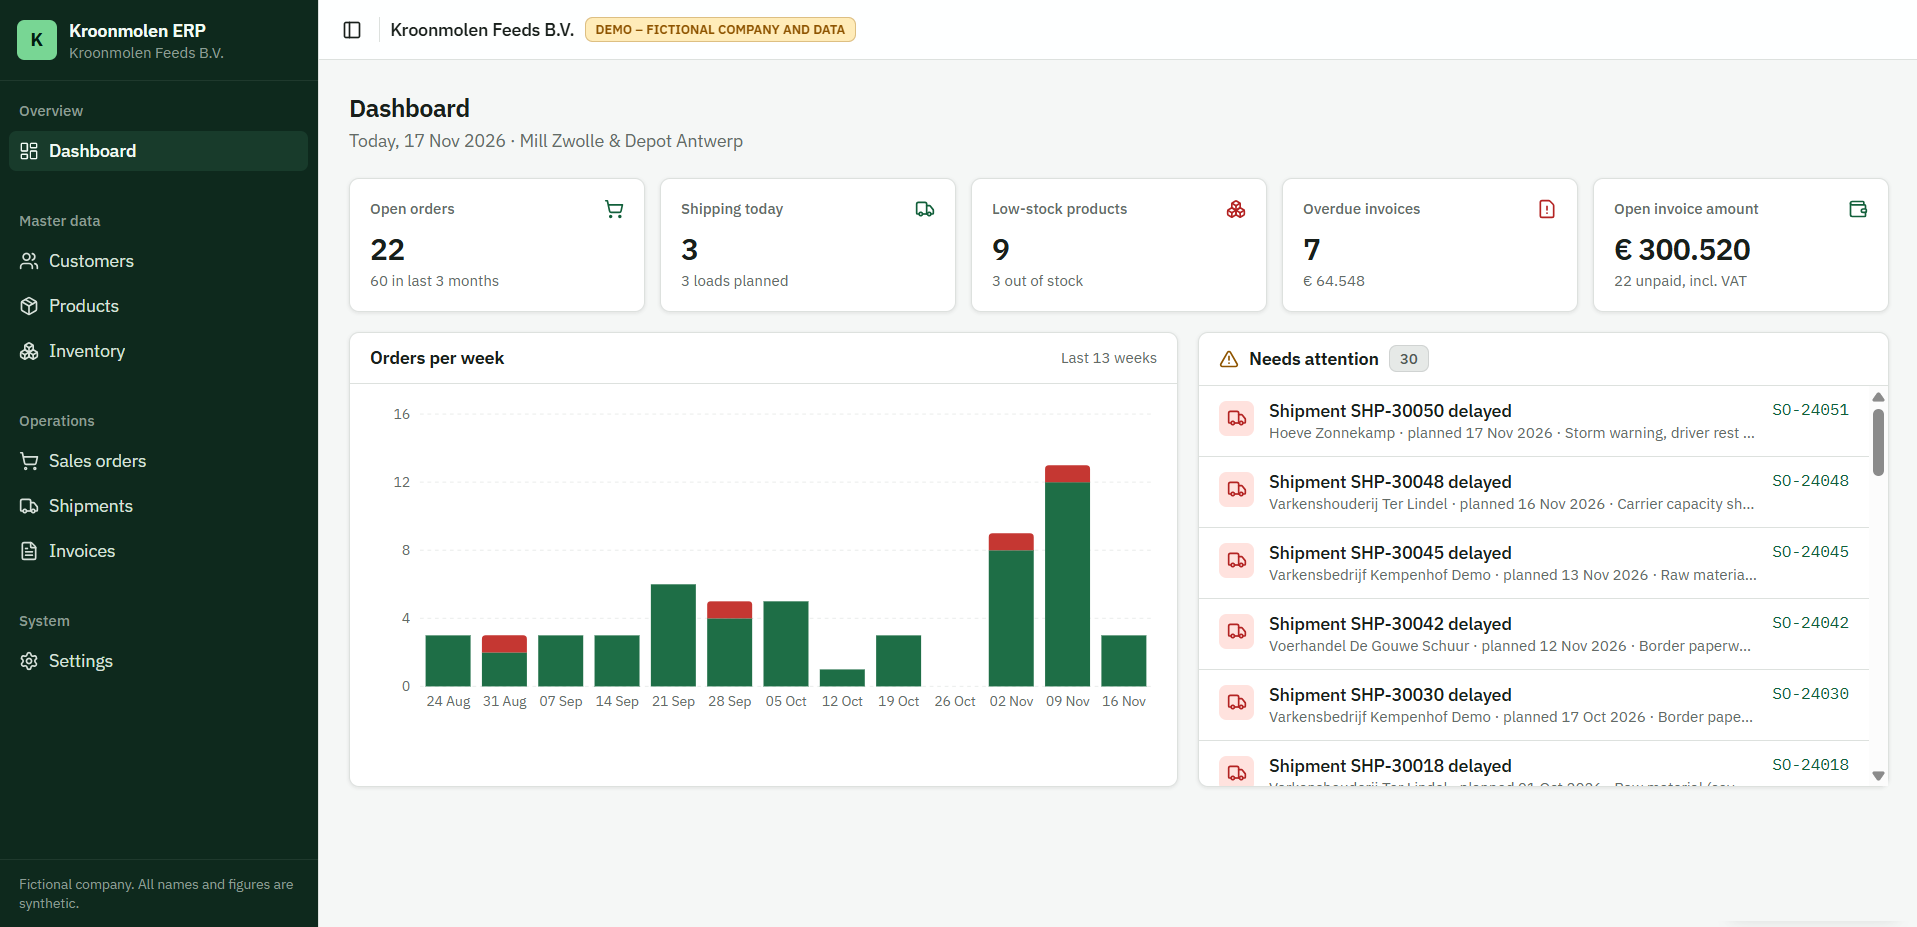 K
Kroonmolen ERP
Kroonmolen Feeds B.V.
Overview
Dashboard
Master data
Customers
Products
Inventory
Operations
Sales orders
Shipments
Invoices
System
Settings
Fictional company. All names and figures are
synthetic.
Kroonmolen Feeds B.V.
DEMO – FICTIONAL COMPANY AND DATA
Dashboard
Today, 17 Nov 2026 · Mill Zwolle & Depot Antwerp
Open orders
22
60 in last 3 months
Shipping today
3
3 loads planned
Low-stock products
9
3 out of stock
Overdue invoices
7
€ 64.548
Open invoice amount
€ 300.520
22 unpaid, incl. VAT
Orders per week
Last 13 weeks
16
12
8
4
0
24 Aug 31 Aug 07 Sep 14 Sep 21 Sep 28 Sep 05 Oct 12 Oct 19 Oct 26 Oct 02 Nov 09 Nov 16 Nov
Needs attention 30
Shipment SHP-30050 delayed SO-24051
Hoeve Zonnekamp · planned 17 Nov 2026 · Storm warning, driver rest ...
Shipment SHP-30048 delayed SO-24048
Varkenshouderij Ter Lindel · planned 16 Nov 2026 · Carrier capacity sh...
Shipment SHP-30045 delayed SO-24045
Varkensbedrijf Kempenhof Demo · planned 13 Nov 2026 · Raw materia...
Shipment SHP-30042 delayed SO-24042
Voerhandel De Gouwe Schuur · planned 12 Nov 2026 · Border paperw...
Shipment SHP-30030 delayed SO-24030
Varkensbedrijf Kempenhof Demo · planned 17 Oct 2026 · Border pape...
Shipment SHP-30018 delayed SO-24018